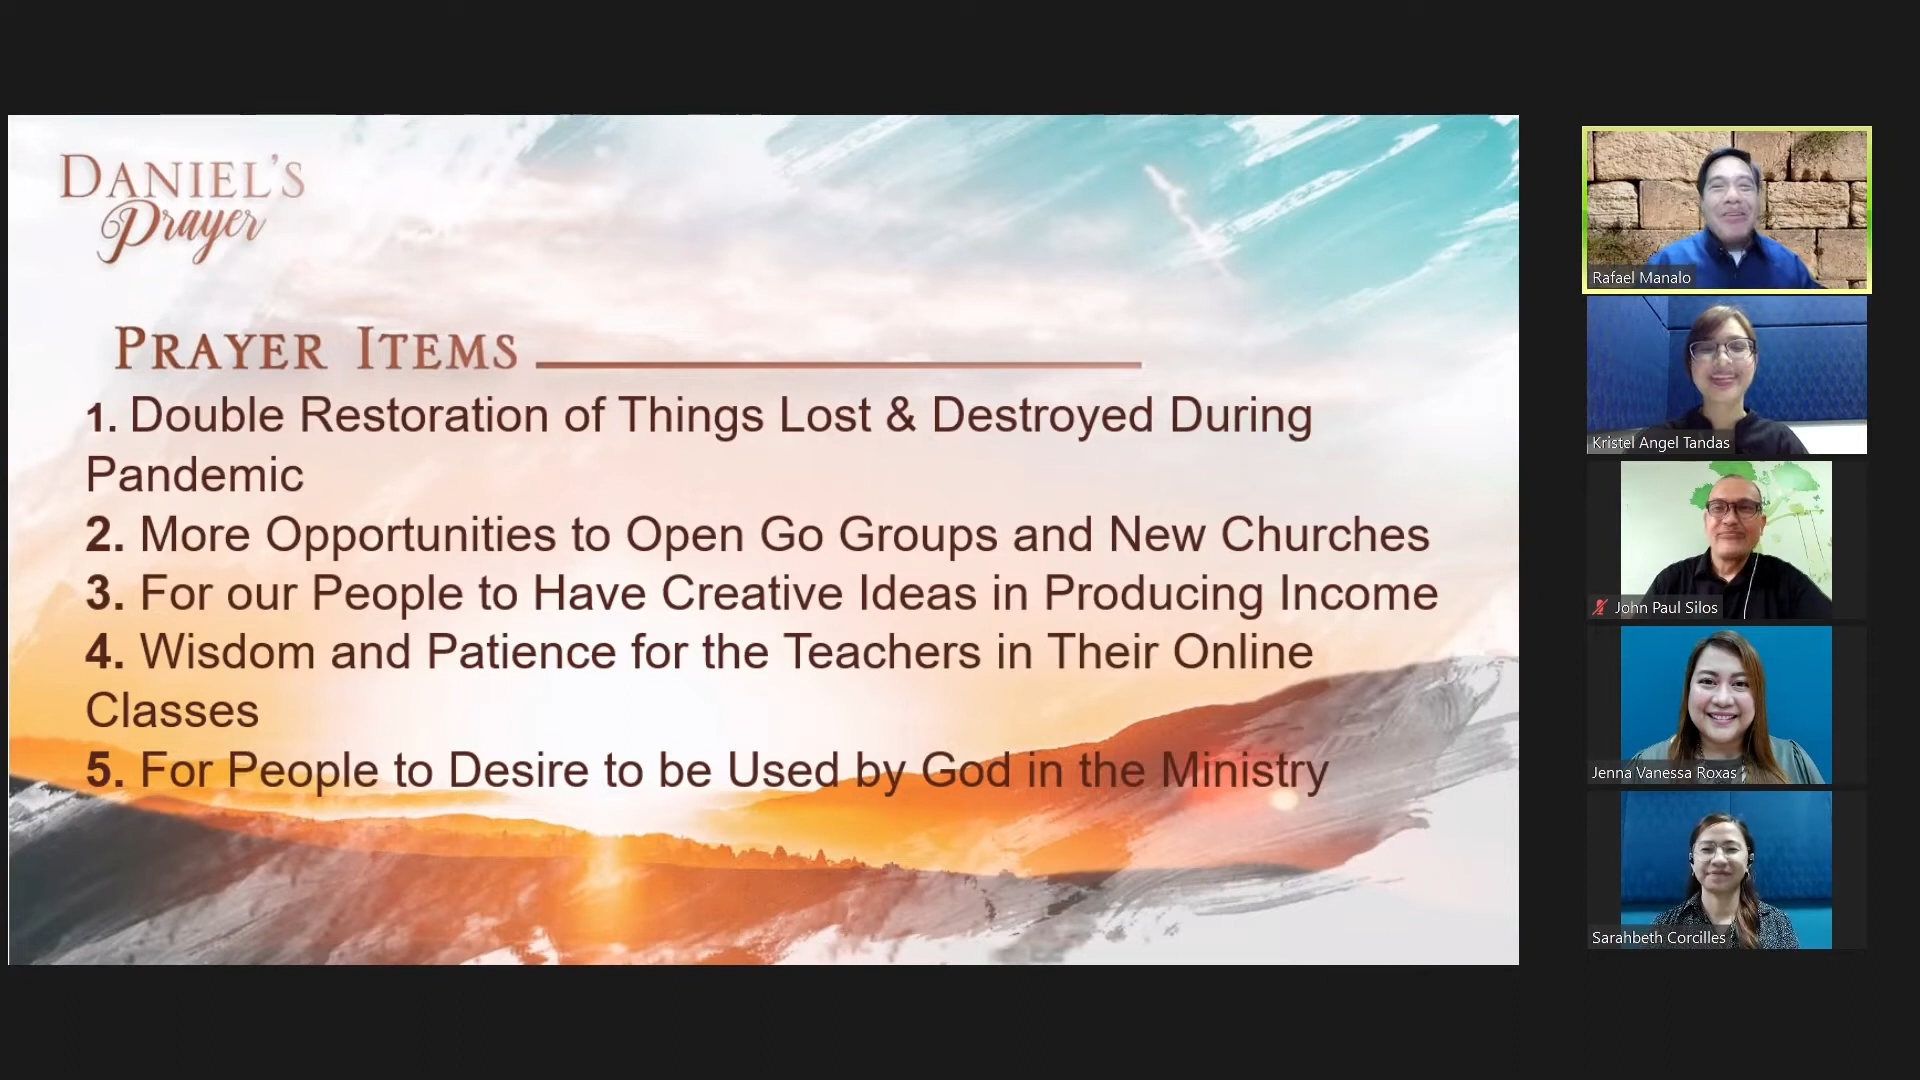 DANIEL'S
Prayer
PRAYER ITEMS
1. Double Restoration of Things Lost & Destroyed During
Pandemic
2. More Opportunities to Open Go Groups and New Churches
3. For our People to Have Creative Ideas in Producing Income
4. Wisdom and Patience for the Teachers in Their Online
Classes
5. For People to Desire to be Used by God in the Ministry
Rafael Manalo
Kristel Angel Tandas
John Paul Silos
Jenna Vanessa Roxas
Sarahbeth Corcilles